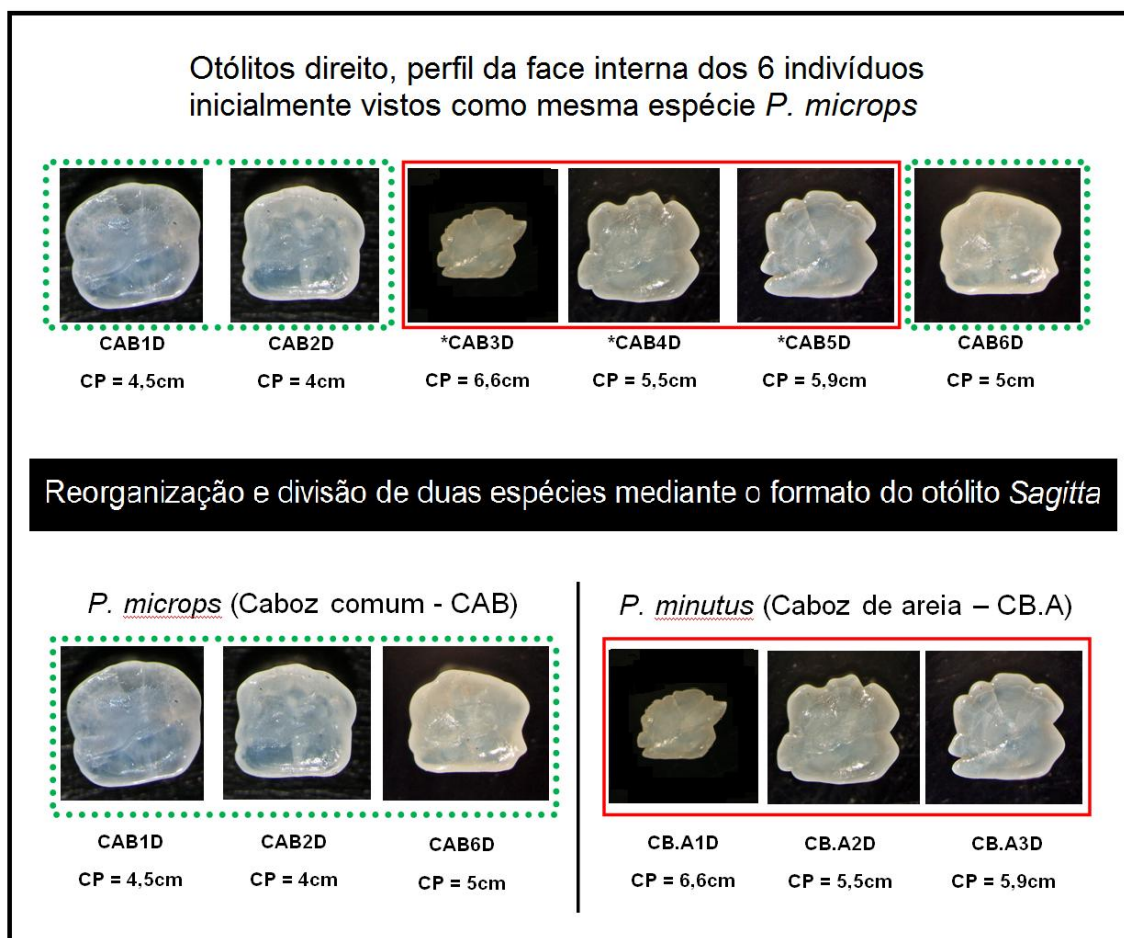 Otólitos direito, perfil da face interna dos 6 indivíduos
inicialmente vistos como mesma espécie P. microps
CAB1D CAB2D *CAB3D *CAB4D *CAB5D CAB6D
CP = 4,5cm CP = 4cm CP = 6,6cm CP = 5,5cm CP = 5,9cm CP = 5cm
Reorganização e divisão de duas espécies mediante o formato do otólito Sagitta
P. microps (Caboz comum - CAB)
CAB1D CAB2D CAB6D
CP = 4,5cm CP = 4cm CP = 5cm
P. minutus (Caboz de areia – CB.A)
CB.A1D CB.A2D CB.A3D
CP = 6,6cm CP = 5,5cm CP = 5,9cm